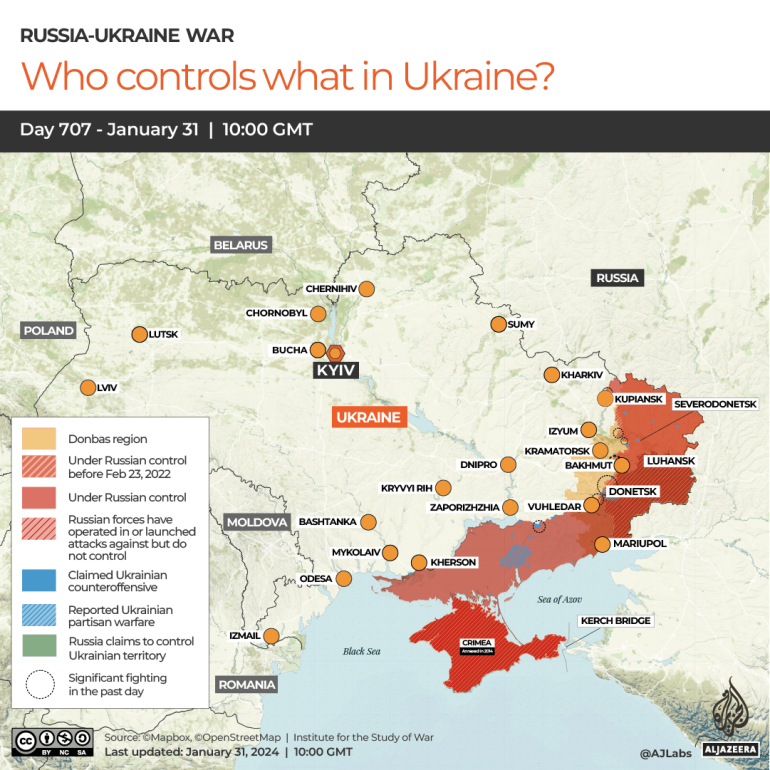 RUSSIA-UKRAINE WAR
Who controls what in Ukraine?
Day 707 - January 31 | 10:00 GMT
BELARUS
RUSSIA
CHERNIHIV
CHORNOBYL
POLAND
LUTSK
SUMY
BUCHA
KYIV
KHARKIV
LVIV
KUPIANSK
SEVERODONETSK
UKRAINE
IZYUM
KRAMATORSK
LUHANSK
DNIPRO
BAKHMUT
KRYVYI RIH
DONETSK
ZAPORIZHZHIA
VUHLEDAR
MOLDOVA
BASHTANKA
MARIUPOL
MYKOLAIV
KHERSON
ODESA
Sea of Azov
KERCH BRIDGE
IZMAIL
CRIMEA
Annexed in 2014
Black Sea
ROMANIA
Donbas region
Under Russian control
before Feb 23, 2022
Under Russian control
Russian forces have
operated in or launched
attacks against but do
not control
Claimed Ukrainian
counteroffensive
Reported Ukrainian
partisan warfare
Russia claims to control
Ukrainian territory
Significant fighting
in the past day
cc
BY NC SA
Source: ©Mapbox, ©OpenStreetMap | Institute for the Study of War
Last updated: January 31, 2024 | 10:00 GMT
@AJLabs
ALJAZEERA